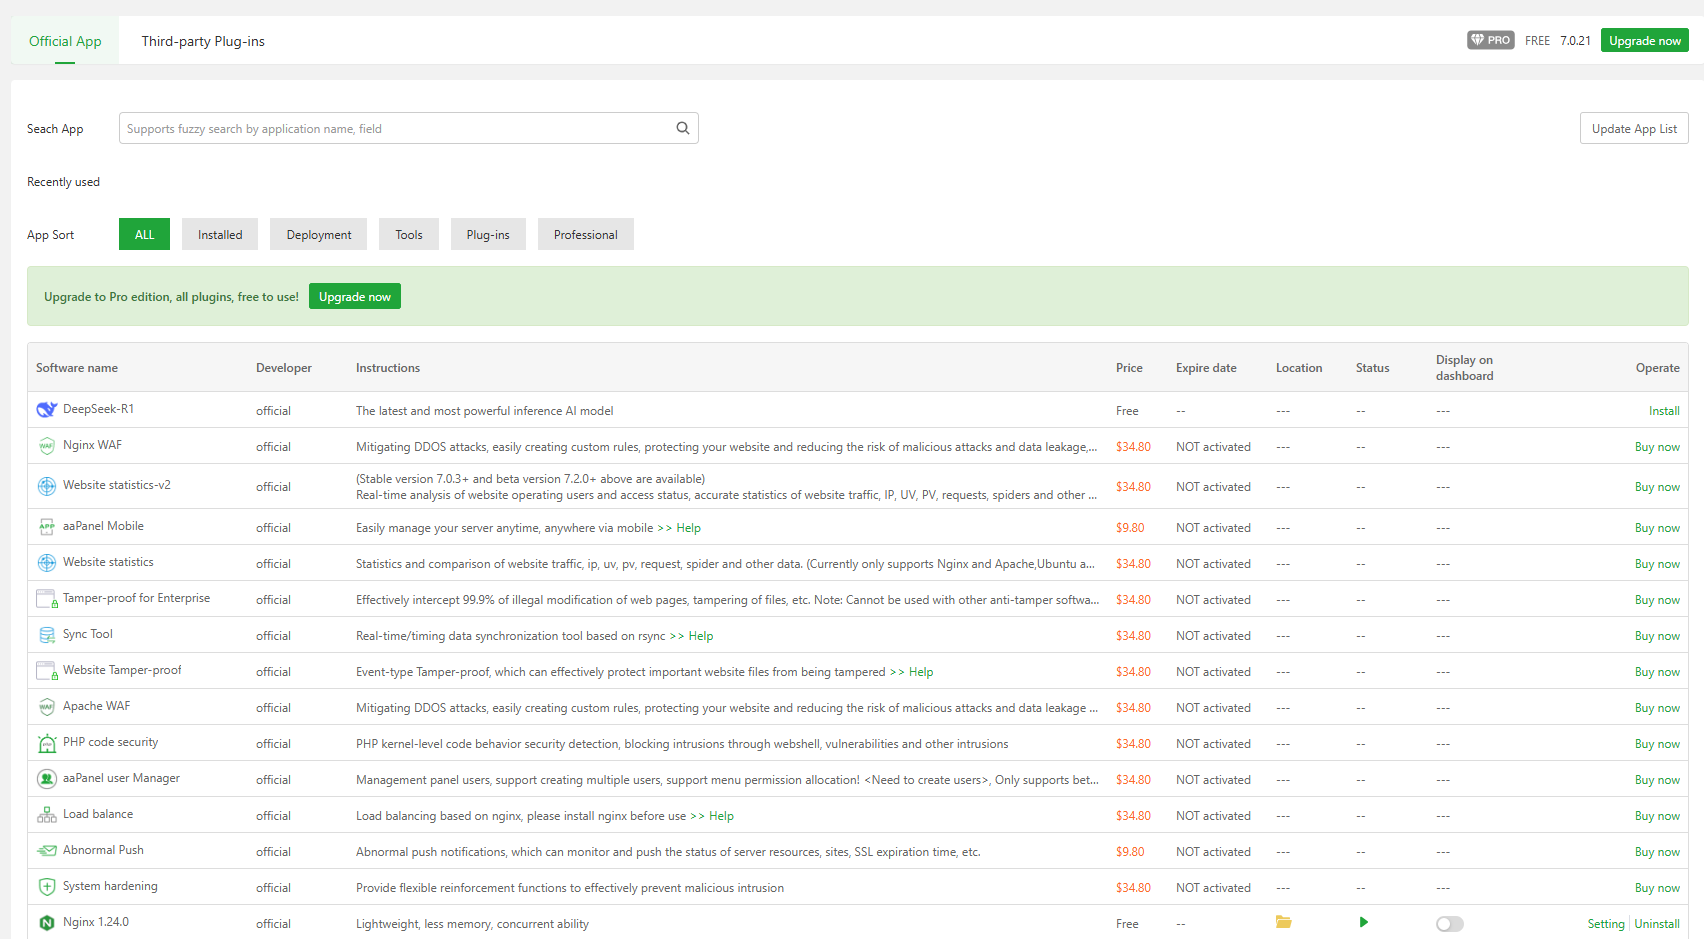 Official App
Third-party Plug-ins
PRO FREE 7.0.21 Upgrade now
Seach App
Supports fuzzy search by application name, field
Update App List
Recently used
App Sort
ALL Installed Deployment Tools Plug-ins Professional
Upgrade to Pro edition, all plugins, free to use! Upgrade now
Software name Developer Instructions Price Expire date Location Status Display on dashboard Operate
DeepSeek-R1 official The latest and most powerful inference AI model Free -- --- -- --- Install
WAF Nginx WAF official Mitigating DDOS attacks, easily creating custom rules, protecting your website and reducing the risk of malicious attacks and data leakage,... $34.80 NOT activated --- -- --- Buy now
Website statistics-v2 official (Stable version 7.0.3+ and beta version 7.2.0+ above are available)
Real-time analysis of website operating users and access status, accurate statistics of website traffic, IP, UV, PV, requests, spiders and other ... $34.80 NOT activated --- -- --- Buy now
APP aaPanel Mobile official Easily manage your server anytime, anywhere via mobile >> Help $9.80 NOT activated --- -- --- Buy now
Website statistics official Statistics and comparison of website traffic, ip, uv, pv, request, spider and other data. (Currently only supports Nginx and Apache,Ubuntu a... $34.80 NOT activated --- -- --- Buy now
Tamper-proof for Enterprise official Effectively intercept 99.9% of illegal modification of web pages, tampering of files, etc. Note: Cannot be used with other anti-tamper softwa... $34.80 NOT activated --- -- --- Buy now
Sync Tool official Real-time/timing data synchronization tool based on rsync >> Help $34.80 NOT activated --- -- --- Buy now
Website Tamper-proof official Event-type Tamper-proof, which can effectively protect important website files from being tampered >> Help $34.80 NOT activated --- -- --- Buy now
WAF Apache WAF official Mitigating DDOS attacks, easily creating custom rules, protecting your website and reducing the risk of malicious attacks and data leakage ... $34.80 NOT activated --- -- --- Buy now
PHP code security official PHP kernel-level code behavior security detection, blocking intrusions through webshell, vulnerabilities and other intrusions $34.80 NOT activated --- -- --- Buy now
aaPanel user Manager official Management panel users, support creating multiple users, support menu permission allocation! <Need to create users>, Only supports bet... $34.80 NOT activated --- -- --- Buy now
Load balance official Load balancing based on nginx, please install nginx before use >> Help $34.80 NOT activated --- -- --- Buy now
Abnormal Push official Abnormal push notifications, which can monitor and push the status of server resources, sites, SSL expiration time, etc. $9.80 NOT activated --- -- --- Buy now
System hardening official Provide flexible reinforcement functions to effectively prevent malicious intrusion $34.80 NOT activated --- -- --- Buy now
N Nginx 1.24.0 official Lightweight, less memory, concurrent ability Free -- Setting | Uninstall